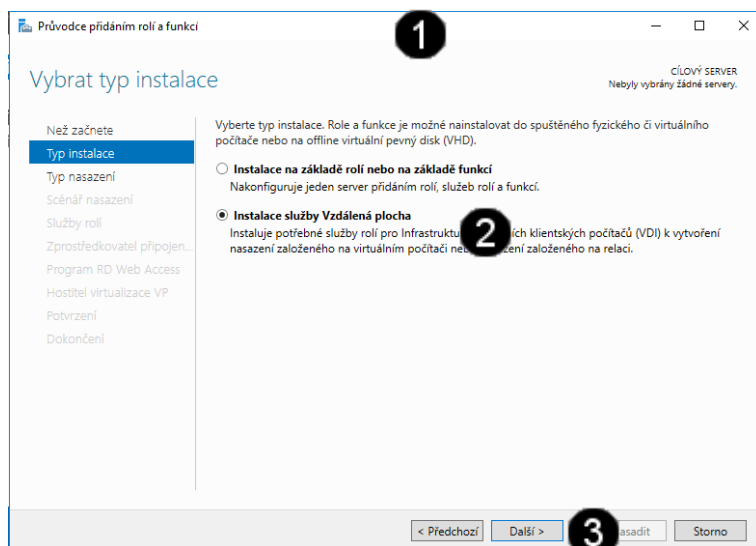 Průvodce přidáním rolí a funkcí
1
Vybrat typ instalace
CÍLOVÝ SERVER
Nebyly vybrány žádné servery.
Než začnete
Typ instalace
Typ nasazení
Scénář nasazení
Služby rolí
Zprostředkovatel připojen...
Program RD Web Access
Hostitel virtualizace VP
Potvrzení
Dokončení
Vyberte typ instalace. Role a funkce je možné nainstalovat do spuštěného fyzického či virtuálního
počítače nebo na offline virtuální pevný disk (VHD).
Instalace na základě rolí nebo na základě funkcí
Nakonfiguruje jeden server přidáním rolí, služeb rolí a funkcí.
Instalace služby Vzdálená plocha
2
Instaluje potřebné služby rolí pro klientských počítačů (VDI) k vytvoření
nasazení založeného na virtuálním počítači založeného na relaci.
< Předchozí
Další >
3
Storno